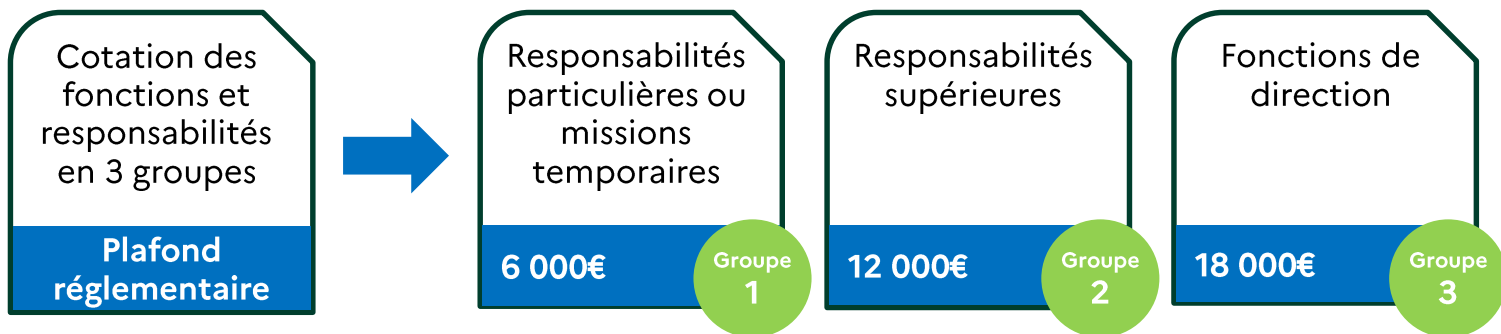 Cotation des
fonctions et
responsabilités
en 3 groupes
Plafond
réglementaire
Responsabilités
particulières ou
missions
temporaires
6 000€
Groupe
1
Responsabilités
supérieures
12 000€
Groupe
2
Fonctions de
direction
18 000€
Groupe
3